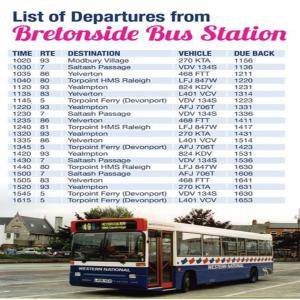 List of Departures from
Bretonside Bus Station
TIME RTE DESTINATION VEHICLE DUE BACK
1020 93 Modbury Village 270 KTA 1156
1030 7 Saltash Passage VDV 134S 1136
1035 86 Yelverton 468 FTT 1211
1040 80 Torpoint HMS Raleigh LFJ 847W 1220
1120 93 Yealmpton 824 KDV 1231
1135 83 Yelverton L401 VCV 1311
1145 5 Torpoint Ferry (Devonport) VDV 134S 1223
1220 93 Yealmpton AFJ 706T 1331
1230 7 Saltash Passage VDV 134S 1336
1235 86 Yelverton 468 FTT 1411
1240 81 Torpoint HMS Raleigh LFJ 847W 1417
1320 93 Yealmpton 824 KDV 1431
1335 86 Yelverton L401 VCV 1514
1345 5 Torpoint Ferry (Devonport) VDV 134S 1423
1420 93 Yealmpton 270 KTA 1531
1430 7 Saltash Passage VDV 134S 1536
1440 80 Torpoint HMS Raleigh LFJ 847W 1630
1500 7 Saltash Passage AFJ 706T 1606
1505 83 Yelverton 468 FTT 1641
1520 93 Yealmpton 270 KTA 1631
1545 5 Torpoint Ferry (Devonport) VDV 134S 1630
1615 5 Torpoint Ferry (Devonport) L401 VCV 1653
WESTERN NATIONAL
WESTERN NATIONAL